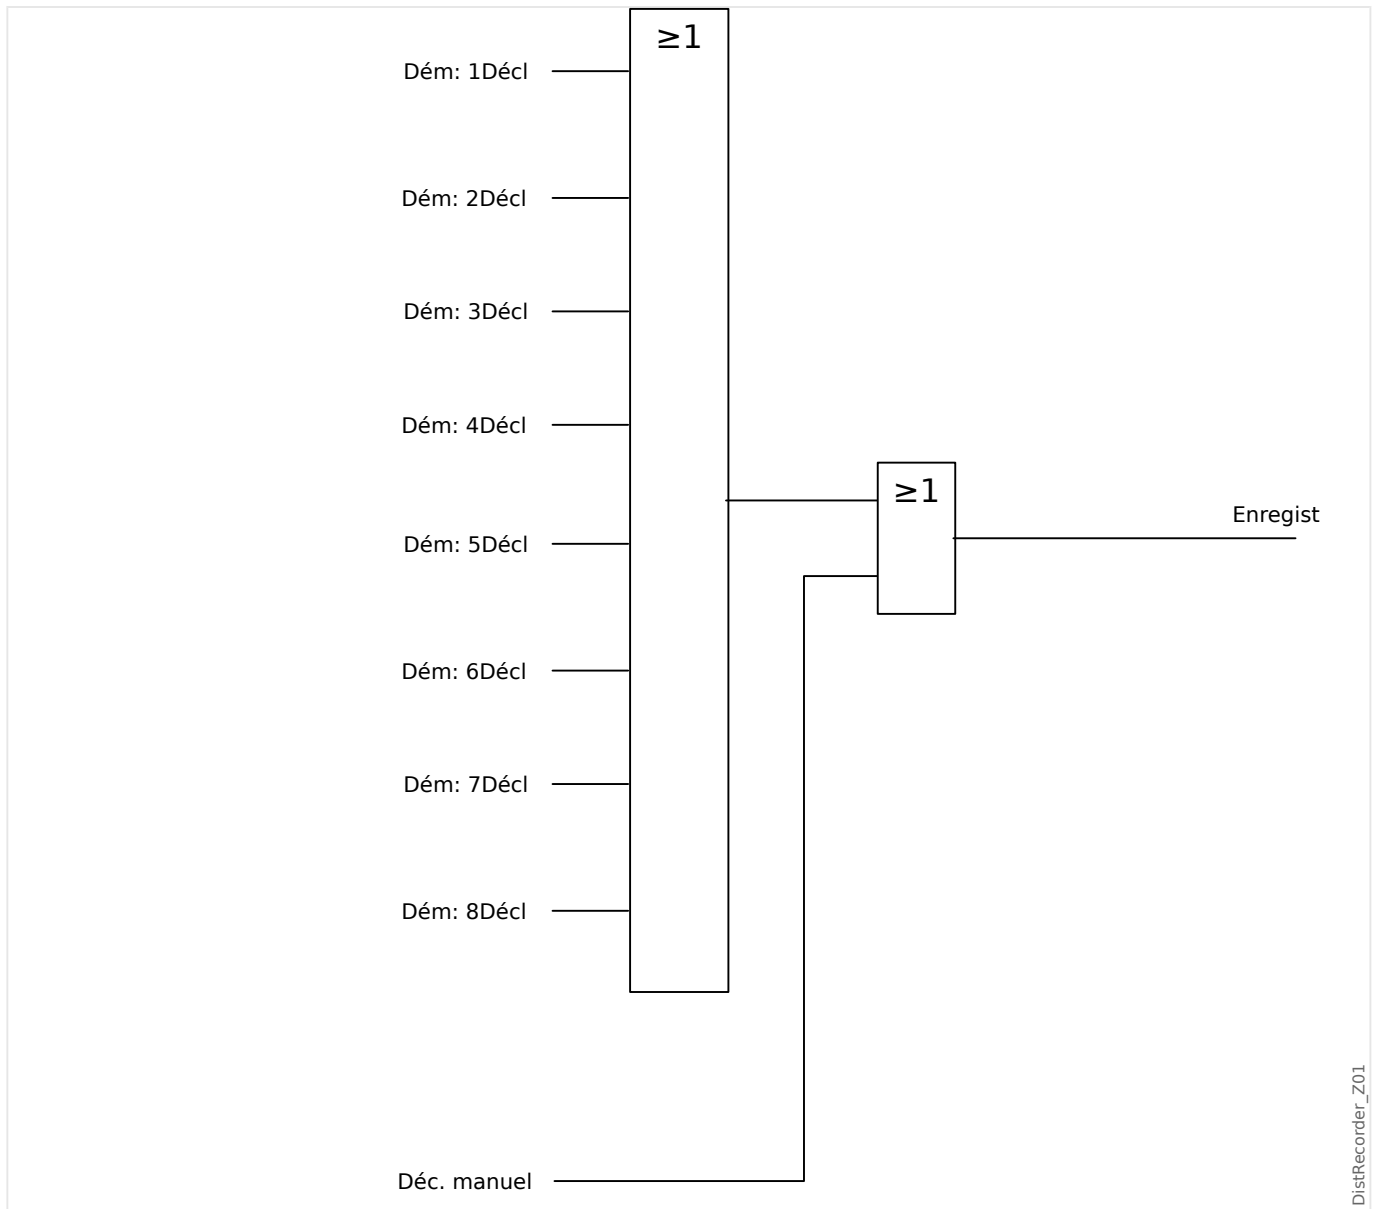 ≥1
Dém: 1Décl
Dém: 2Décl
Dém: 3Décl
Dém: 4Décl
≥1
Enregist
Dém: 5Décl
Dém: 6Décl
Dém: 7Décl
Dém: 8Décl
Déc. manuel
DistRecorder_Z01